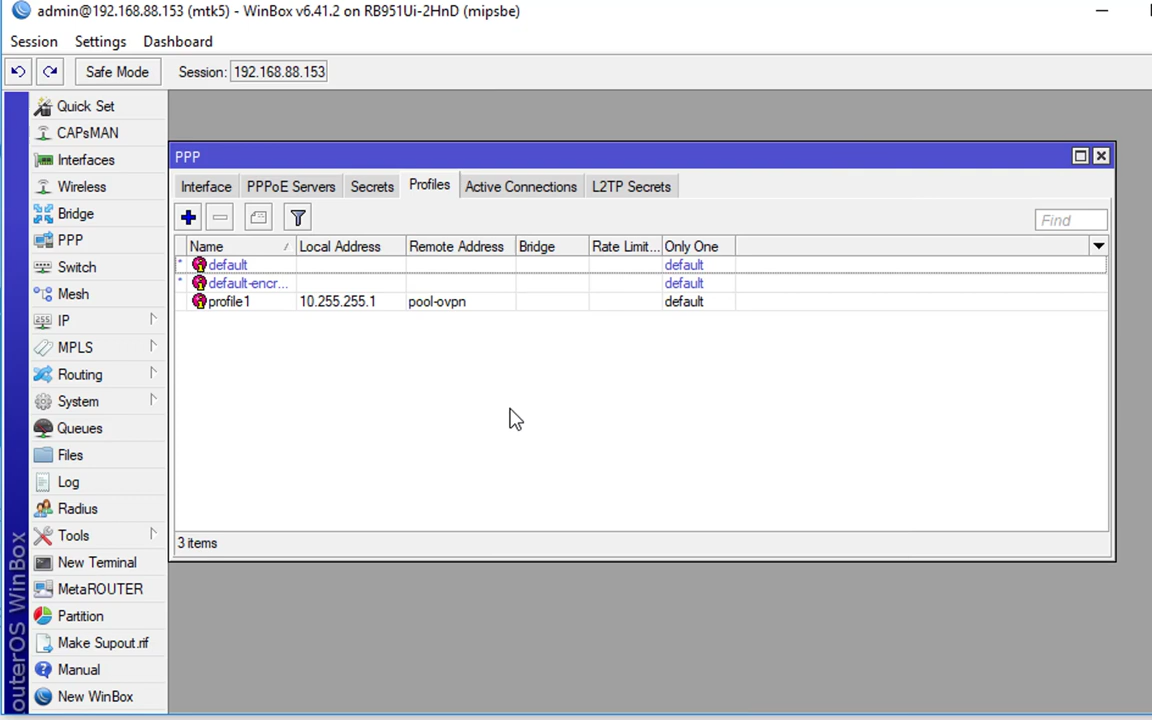 admin@192.168.88.153 (mtk5) - WinBox v6.41.2 on RB951Ui-2HnD (mipsbe)
Session Settings Dashboard
Safe Mode Session: 192.168.88.153
Quick Set
CAPsMAN
Interfaces
Wireless
Bridge
PPP
Switch
Mesh
IP
MPLS
Routing
System
Queues
Files
Log
Radius
Tools
New Terminal
MetaROUTER
Partition
Make Supout.rif
Manual
New WinBox
outerOS WinBox
PPP
Interface PPPoE Servers Secrets Profiles Active Connections L2TP Secrets
Find
Name Local Address Remote Address Bridge Rate Limit... Only One
* default default
* default-encr... default
profile1 10.255.255.1 pool-ovpn default
3 items